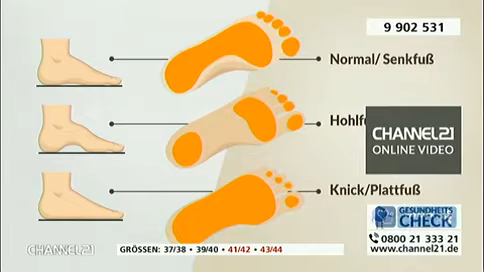 9 902 531
Normal/ Senkfuß
CHANNEL21
ONLINE VIDEO
Knick/Plattfuß
GESUNDHEITS
CHECK
0800 21 333 21
www.channel21.de
CHANNEL21
GRÖSSEN: 37/38 • 39/40 • 41/42 • 43/44